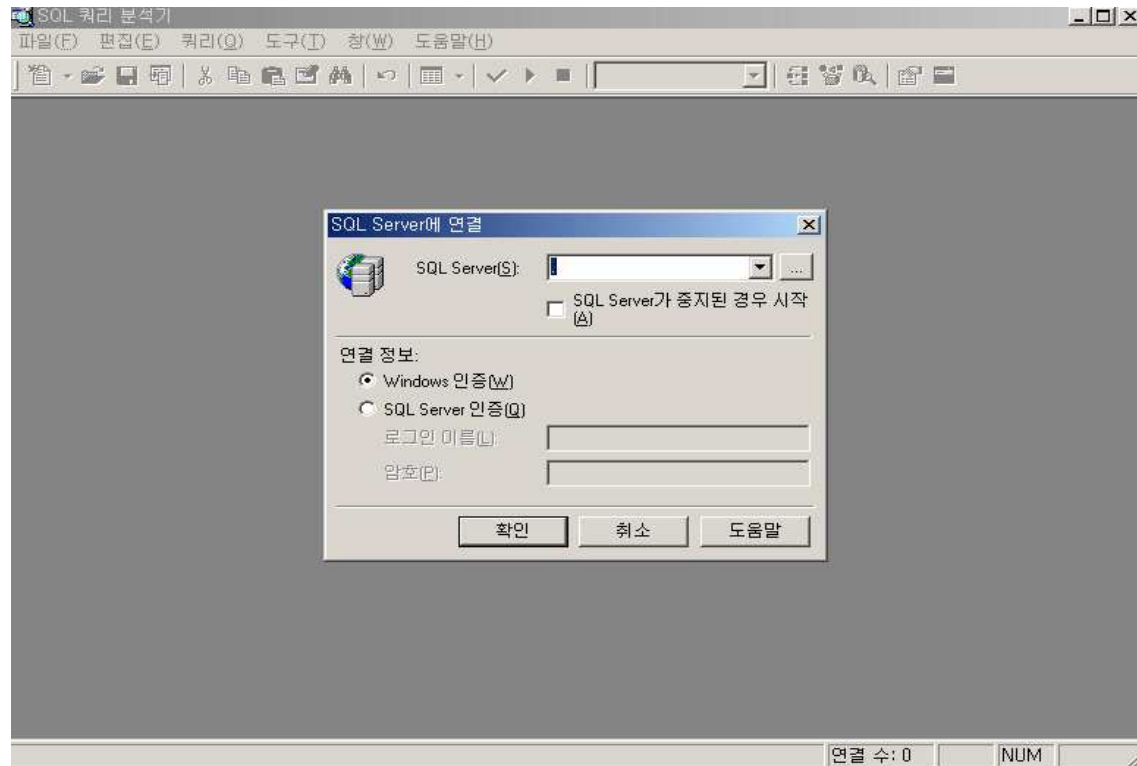 SQL 쿼리 분석기
파일(F) 편집(E) 쿼리(Q) 도구(T) 창(W) 도움말(H)
SQL Server에 연결
SQL Server(S):
...
SQL Server가 중지된 경우 시작
(A)
연결 정보:
Windows 인증(W)
SQL Server 인증(Q)
로그인 이름(L):
암호(P):
확인 취소 도움말
연결 수: 0 NUM